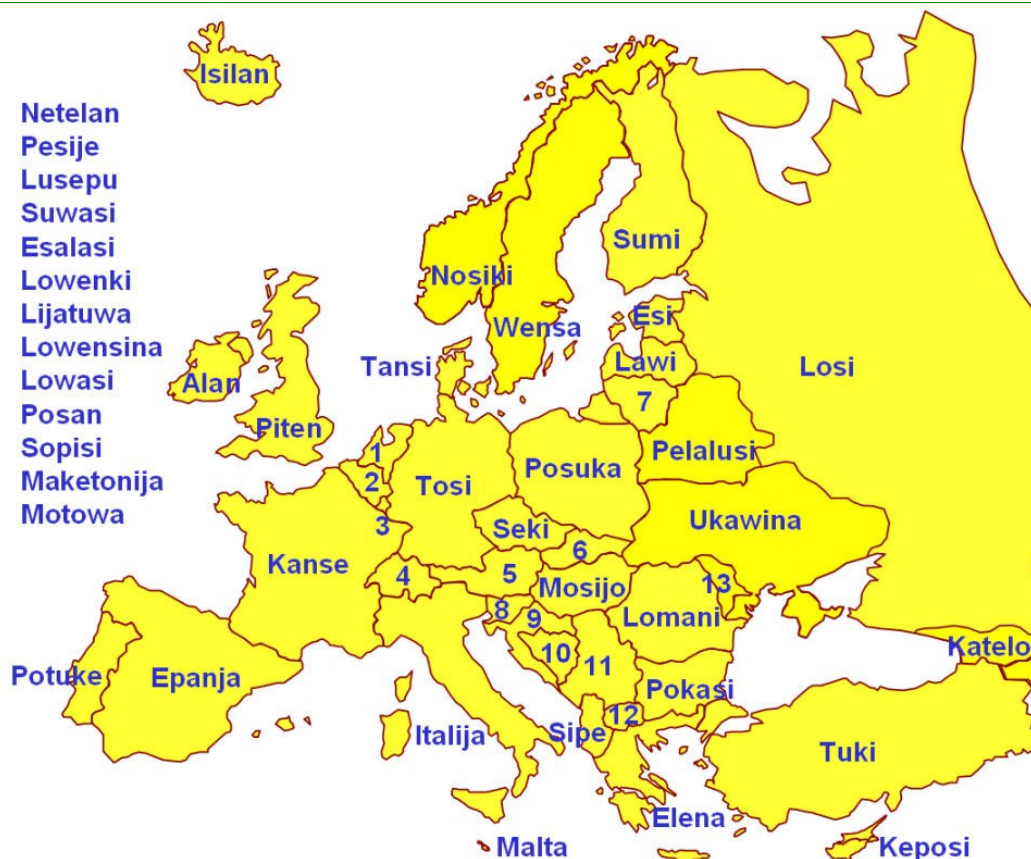 Isilan
Netelan
Pesije
Lusepu
Suwasi
Esalasi
Lowenki
Lijatuwa
Lowensina
Lowasi
Posan
Sopisi
Maketonija
Motowa
Sumi
Nosiki
Wensa
Esi
Tansi
Lawi
Losi
Alan
7
Piten
1
Pelalusi
Posuka
2
Tosi
3
Seki
Ukawina
6
Kanse
4
5
Mosijo
13
8
9
Lomani
Katelo
10
11
Potuke
Epanja
Pokasi
12
Italija
Sipe
Tuki
Elena
Malta
Keposi